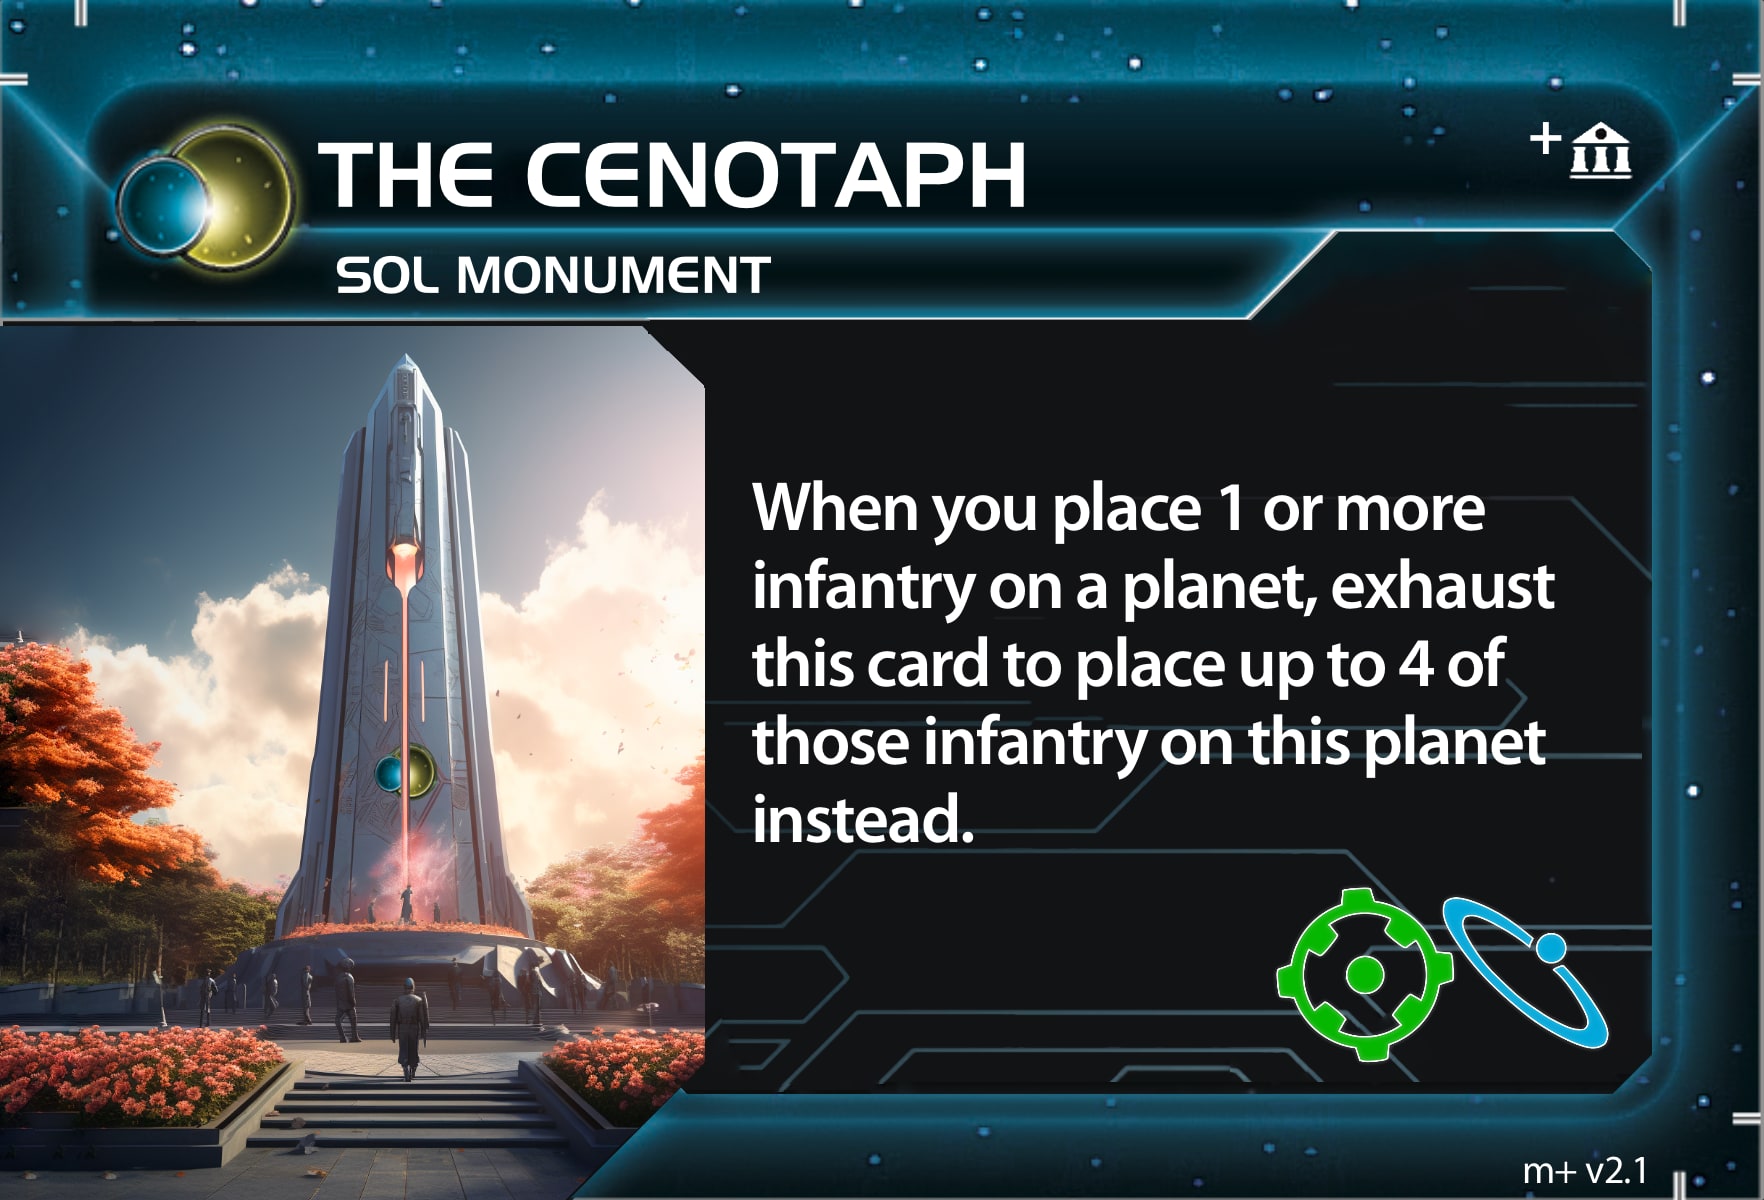 THE CENOTAPH
+
SOL MONUMENT
When you place 1 or more
infantry on a planet, exhaust
this card to place up to 4 of
those infantry on this planet
instead.
m+ v2.1